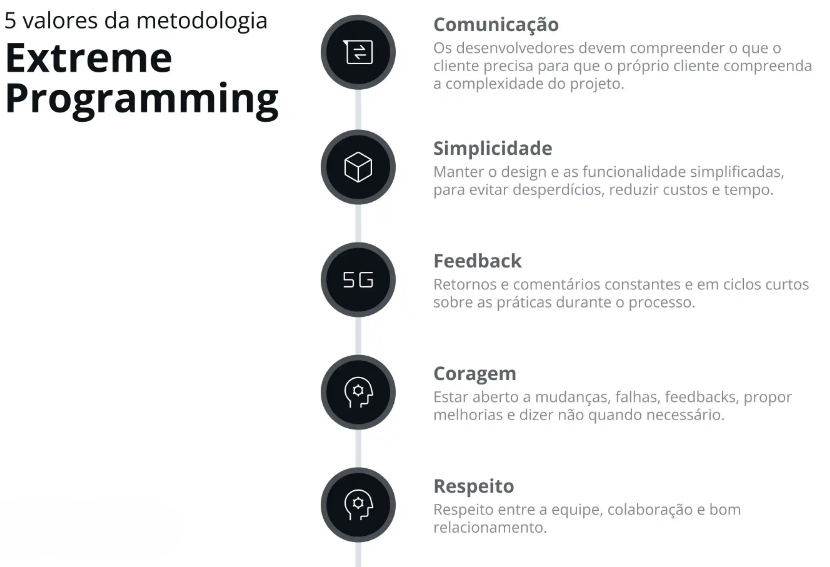 5 valores da metodologia
Extreme
Programming
Comunicação
Os desenvolvedores devem compreender o que o
cliente precisa para que o próprio cliente compreenda
a complexidade do projeto.
Simplicidade
Manter o design e as funcionalidade simplificadas,
para evitar desperdícios, reduzir custos e tempo.
5G
Feedback
Retornos e comentários constantes e em ciclos curtos
sobre as práticas durante o processo.
Coragem
Estar aberto a mudanças, falhas, feedbacks, propor
melhorias e dizer não quando necessário.
Respeito
Respeito entre a equipe, colaboração e bom
relacionamento.